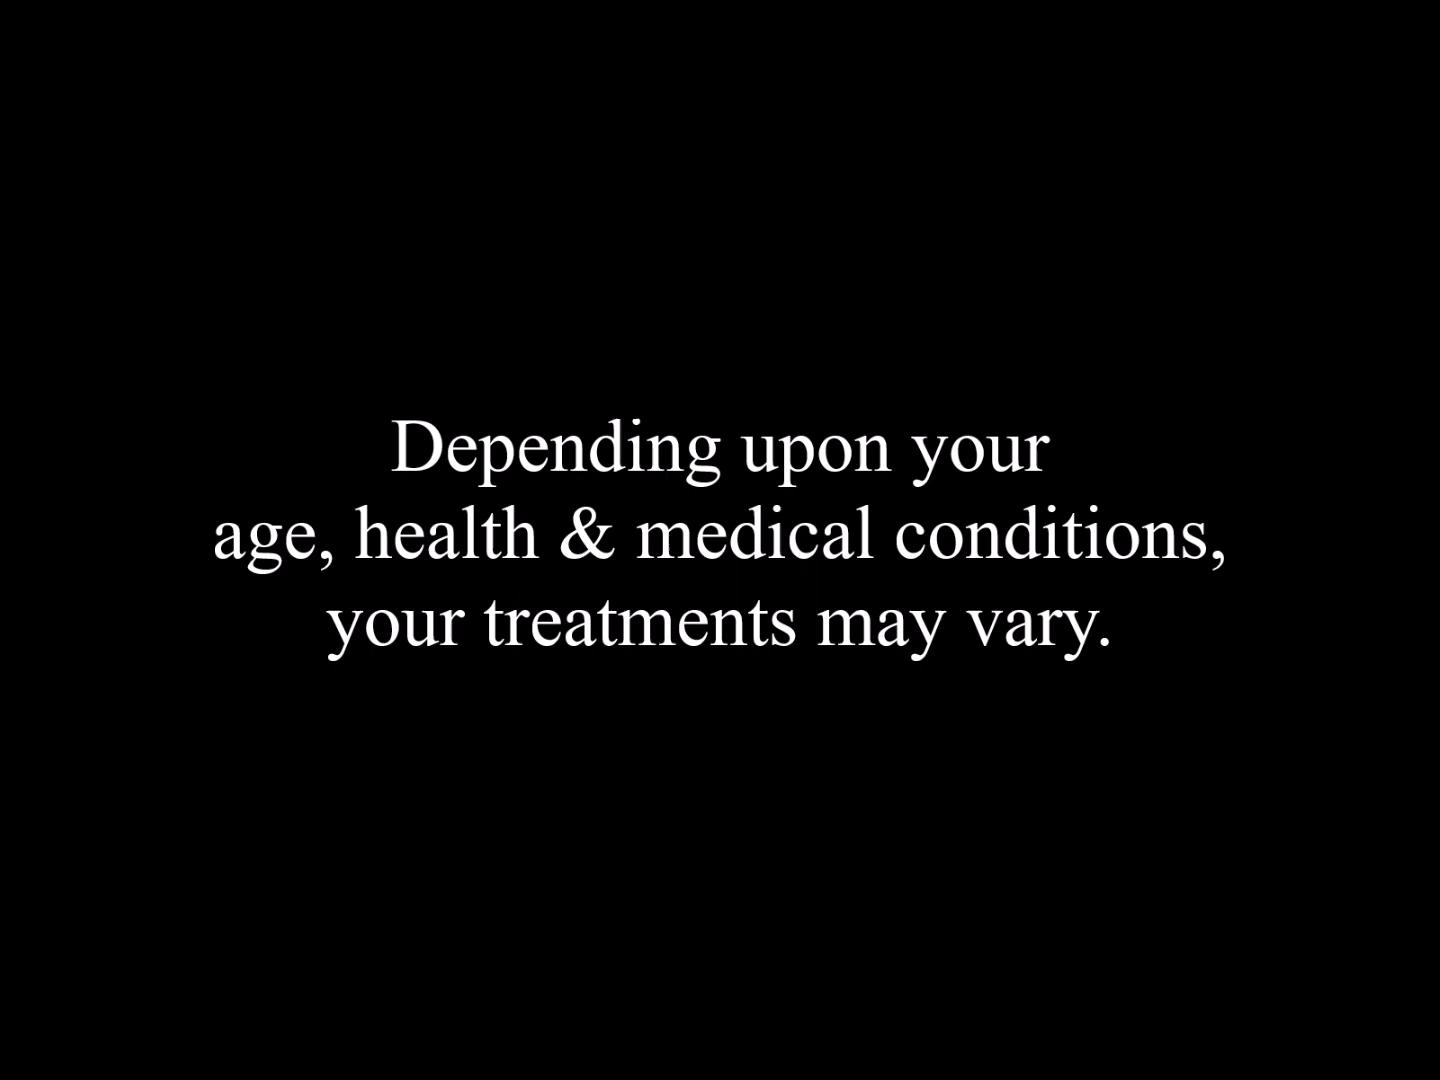 Depending upon your
age, health & medical conditions,
your treatments may vary.